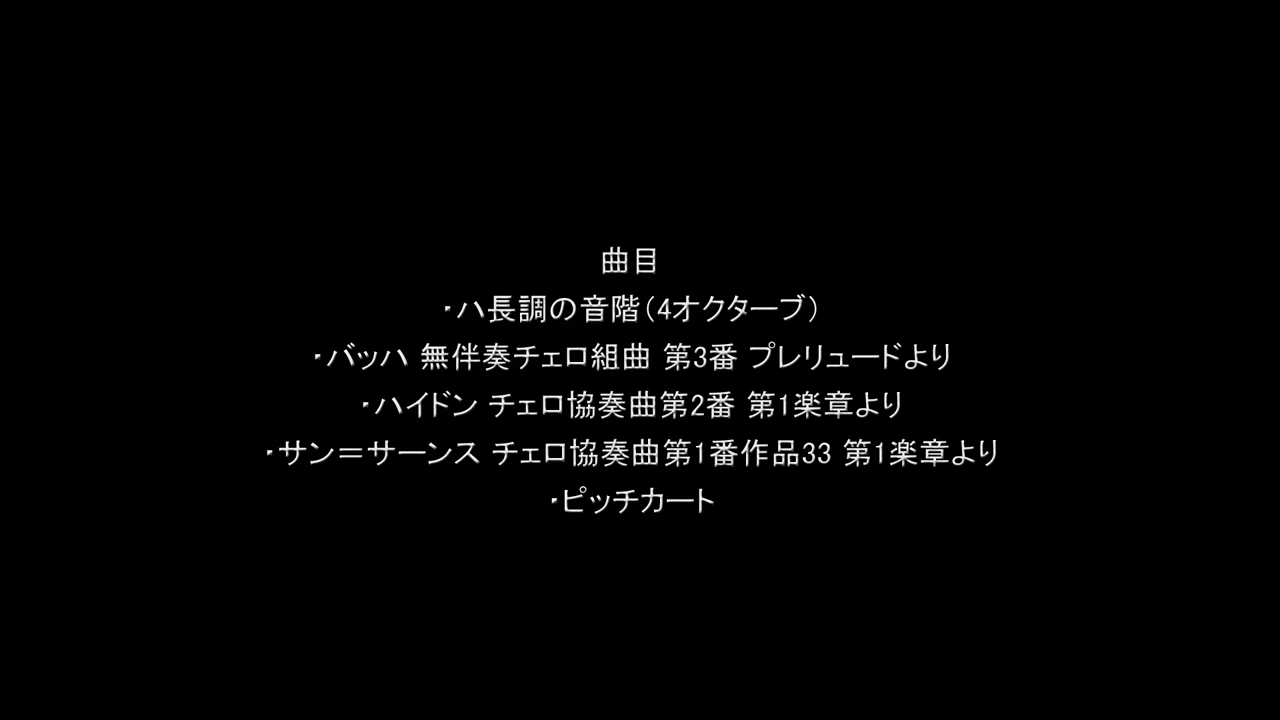 曲目
・ハ長調の音階(4オクターブ)
・バッハ 無伴奏チェロ組曲 第3番 プレリュードより
・ハイドン チェロ協奏曲第2番 第1楽章より
・サン＝サーンス チェロ協奏曲第1番作品33 第1楽章より
・ピッチカート